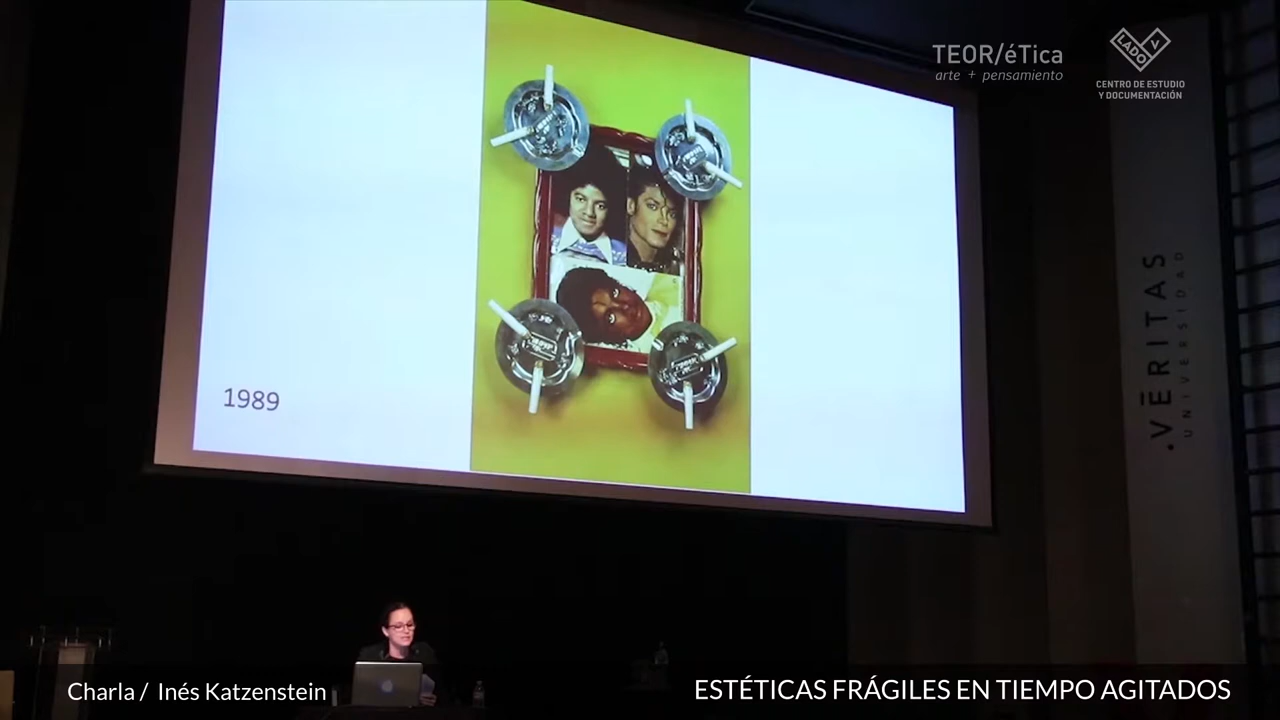 TEOR/éTica
arte + pensamiento
LADO V
CENTRO DE ESTUDIO
Y DOCUMENTACIÓN
1989
.VĒRITAS
UNIVERSIDAD
Charla / Inés Katzenstein
ESTÉTICAS FRÁGILES EN TIEMPO AGITADOS